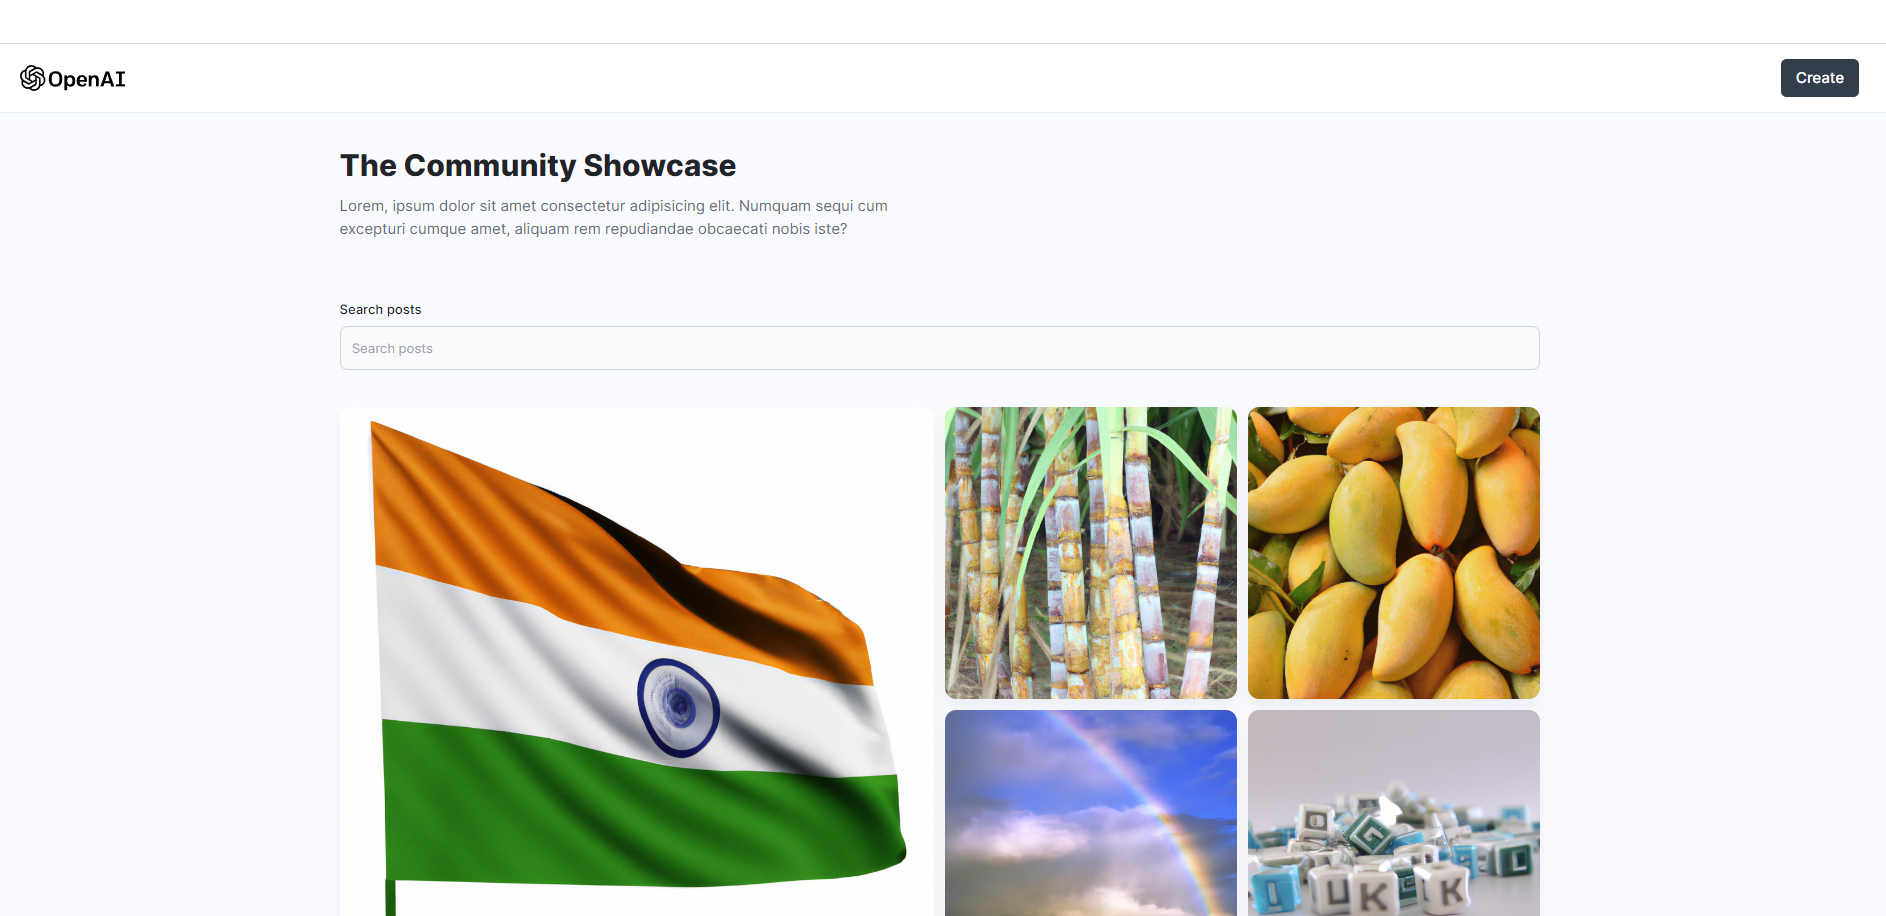 OpenAI
Create
The Community Showcase
Lorem, ipsum dolor sit amet consectetur adipisicing elit. Numquam sequi cum
excepturi cumque amet, aliquam rem repudiandae obcaecati nobis iste?
Search posts
Search posts
G
L
U K K